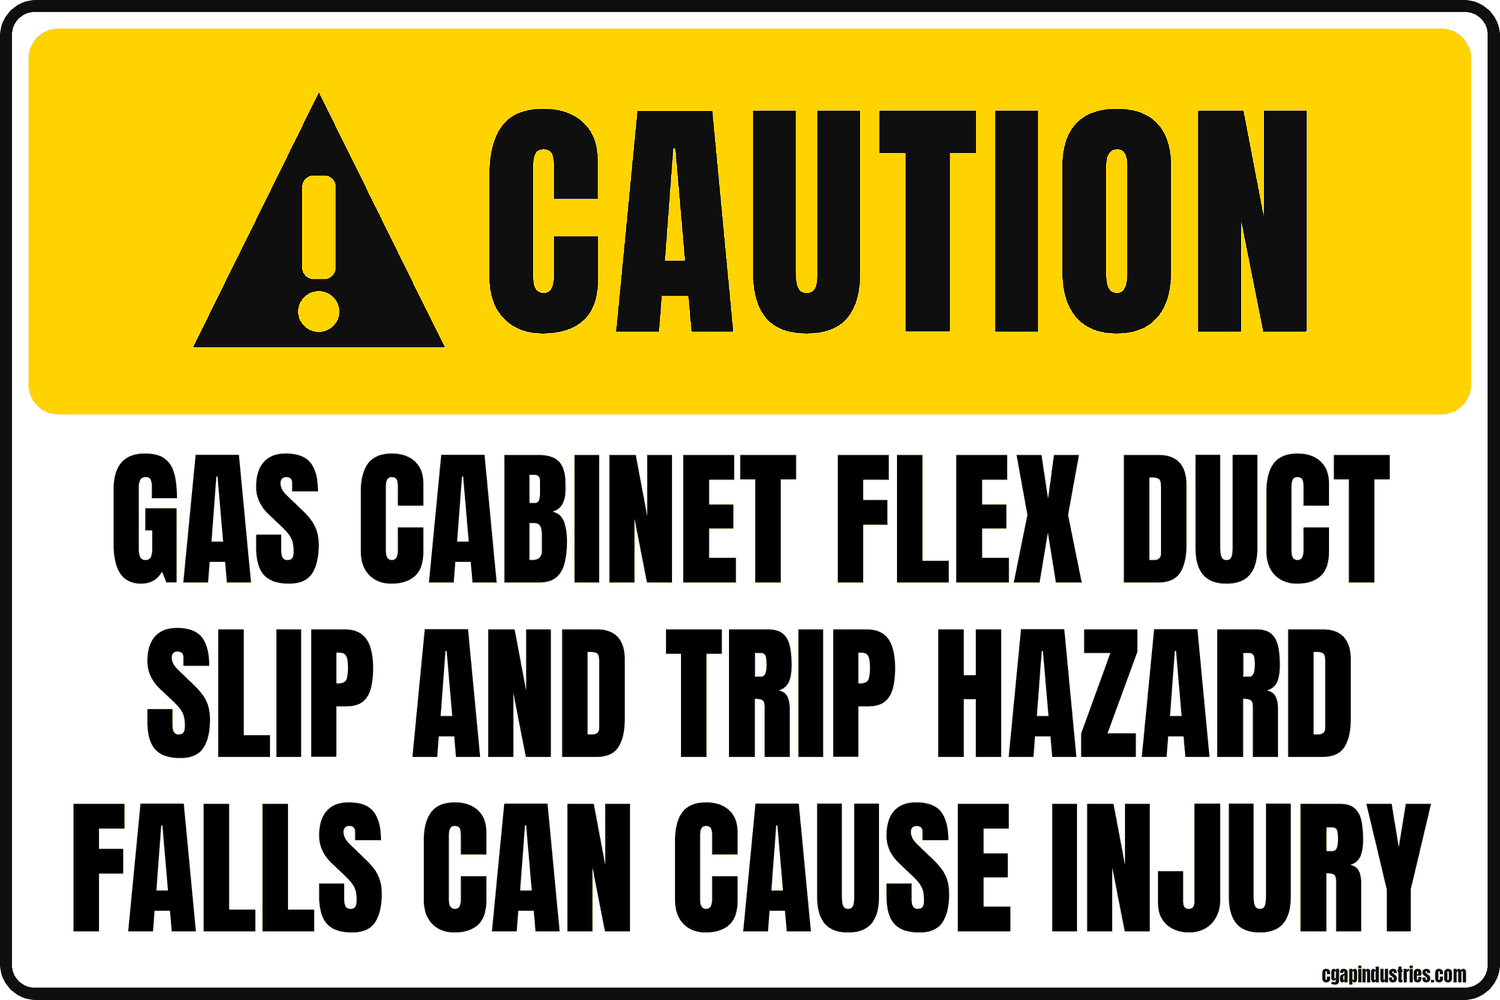 CAUTION
GAS CABINET FLEX DUCT
SLIP AND TRIP HAZARD
FALLS CAN CAUSE INJURY
cgapindustries.com